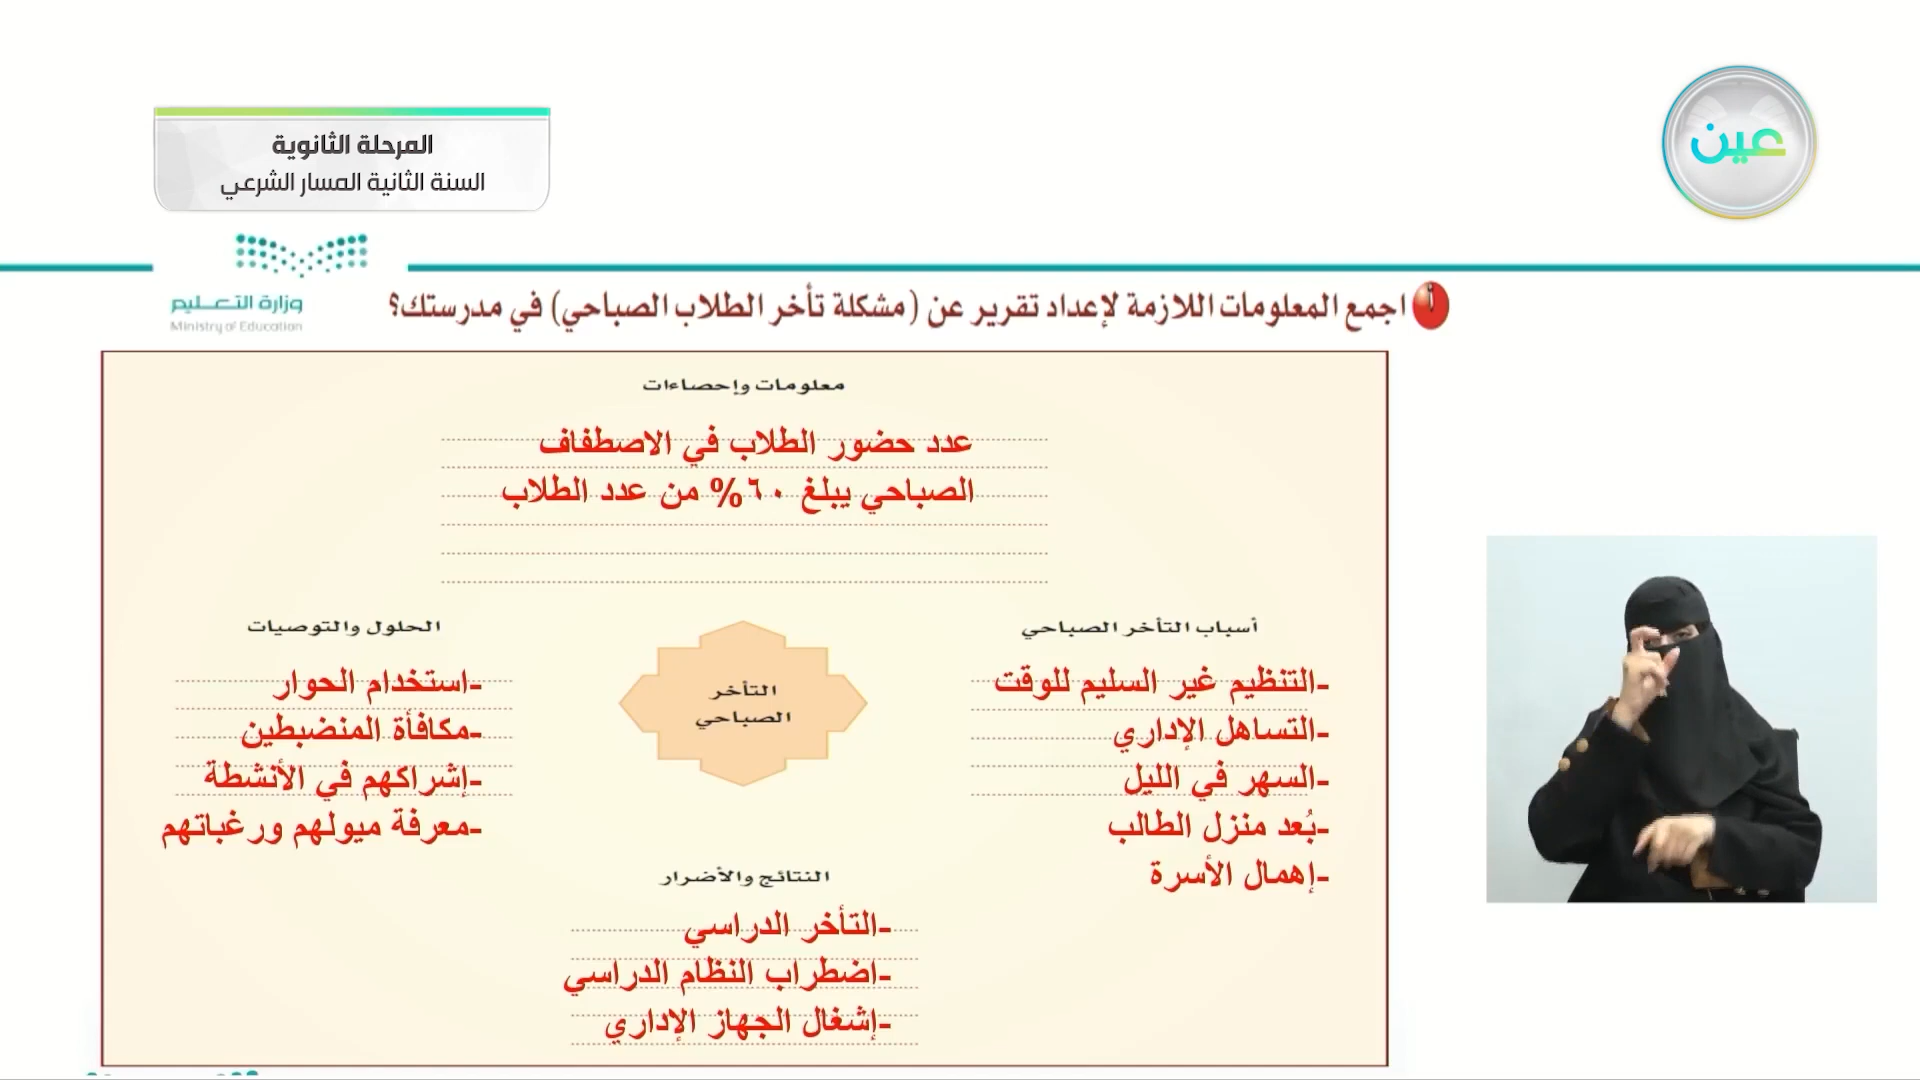 المرحلة الثانوية
السنة الثانية المسار الشرعي
عين
وزارة التعـــليم
Ministry of Education
أ اجمع المعلومات اللازمة لإعداد تقرير عن (مشكلة تأخر الطلاب الصباحي) في مدرستك؟
معلومات وإحصاءات
عدد حضور الطلاب في الاصطفاف
الصباحي يبلغ ٦٠% من عدد الطلاب
أسباب التأخر الصباحي
-التنظيم غير السليم للوقت
-التساهل الإداري
-السهر في الليل
-بُعد منزل الطالب
-إهمال الأسرة
التأخر
الصباحي
الحلول والتوصيات
-استخدام الحوار
-مكافأة المنضبطين
-إشراكهم في الأنشطة
-معرفة ميولهم ورغباتهم
النتائج والأضرار
-التأخر الدراسي
-اضطراب النظام الدراسي
-إشغال الجهاز الإداري